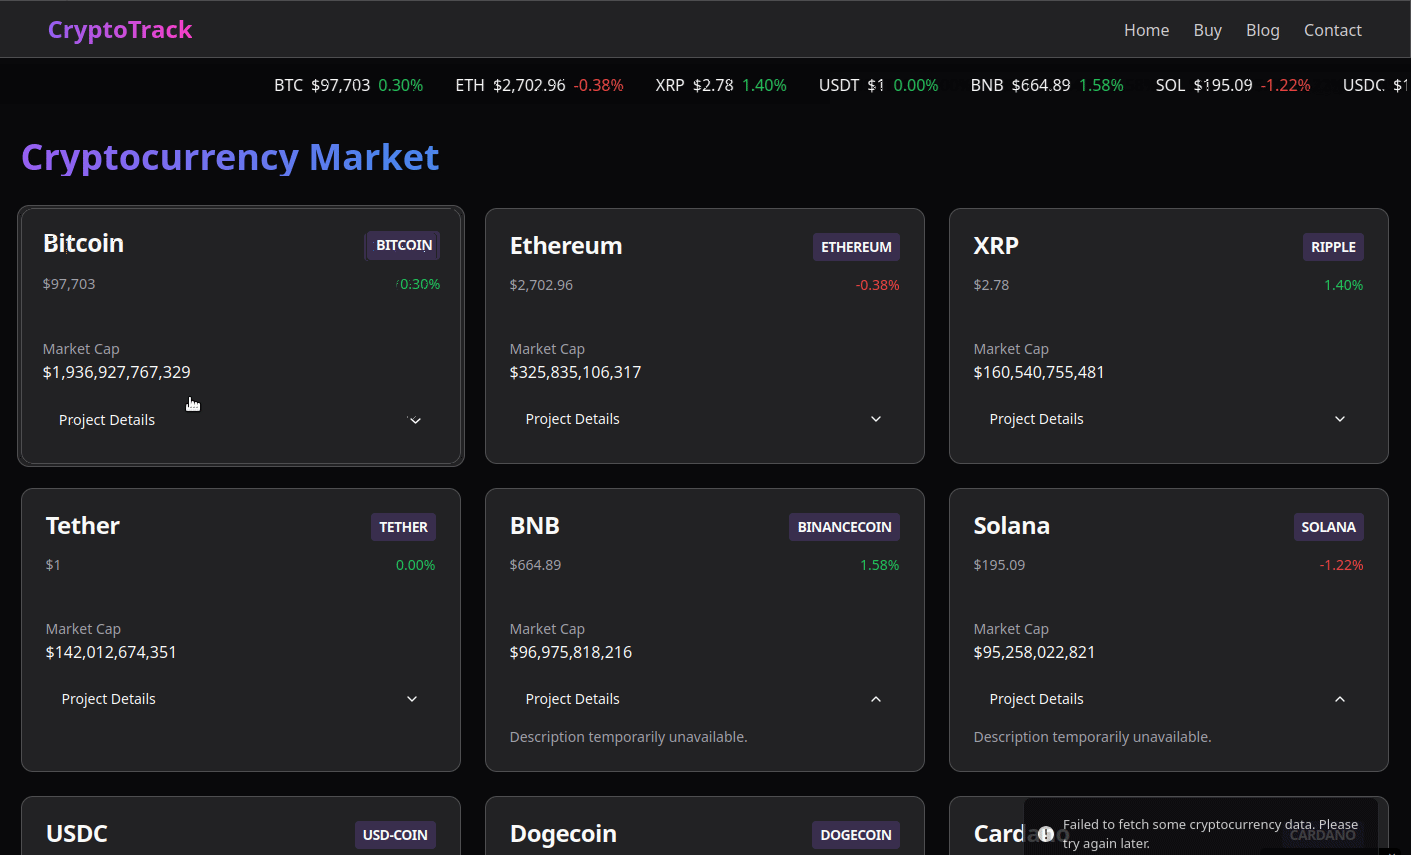 CryptoTrack Home Buy Blog Contact
BTC $97,703 0.30% ETH $2,702.96 -0.38% XRP $2.78 1.40% USDT $1 0.00% BNB $664.89 1.58% SOL $195.09 -1.22% USDC $1
Cryptocurrency Market
Bitcoin BITCOIN
$97,703 0.30%
Market Cap
$1,936,927,767,329
Project Details
Ethereum ETHEREUM
$2,702.96 -0.38%
Market Cap
$325,835,106,317
Project Details
XRP RIPPLE
$2.78 1.40%
Market Cap
$160,540,755,481
Project Details
Tether TETHER
$1 0.00%
Market Cap
$142,012,674,351
Project Details
BNB BINANCECOIN
$664.89 1.58%
Market Cap
$96,975,818,216
Project Details
Description temporarily unavailable.
Solana SOLANA
$195.09 -1.22%
Market Cap
$95,258,022,821
Project Details
Description temporarily unavailable.
USDC USD-COIN
Dogecoin DOGECOIN
Cardano CARDANO
Failed to fetch some cryptocurrency data. Please
try again later.